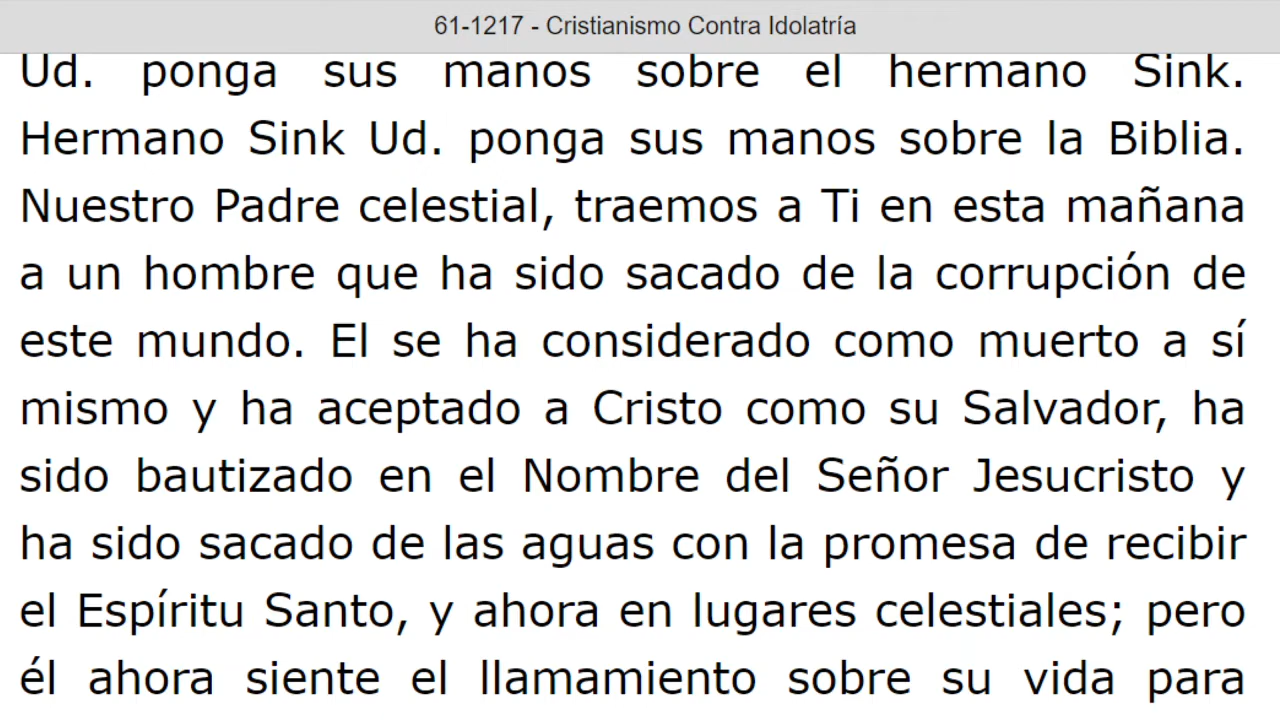 61-1217 - Cristianismo Contra Idolatría
Ud. ponga sus manos sobre el hermano Sink.
Hermano Sink Ud. ponga sus manos sobre la Biblia.
Nuestro Padre celestial, traemos a Ti en esta mañana
a un hombre que ha sido sacado de la corrupción de
este mundo. El se ha considerado como muerto a sí
mismo y ha aceptado a Cristo como su Salvador, ha
sido bautizado en el Nombre del Señor Jesucristo y
ha sido sacado de las aguas con la promesa de recibir
el Espíritu Santo, y ahora en lugares celestiales; pero
él ahora siente el llamamiento sobre su vida para